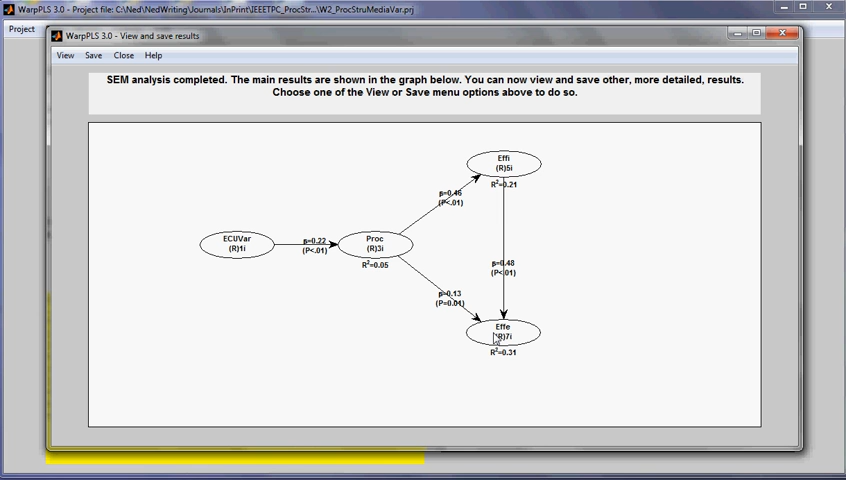 WarpPLS 3.0 - Project file: C:\Ned\NedWriting\Journals\InPrint\IEEETPC_ProcStr...\W2_ProcStruMediaVar.prj
Project
WarpPLS 3.0 - View and save results
View Save Close Help
SEM analysis completed. The main results are shown in the graph below. You can now view and save other, more detailed, results.
Choose one of the View or Save menu options above to do so.
Effi
(R)5i
R²=0.21
β=0.46
(P<.01)
ECUVar
(R)1i
β=0.22
(P<.01)
Proc
(R)3i
R²=0.05
β=0.48
(P<.01)
β=0.13
(P=0.01)
Effe
(R)7i
R²=0.31